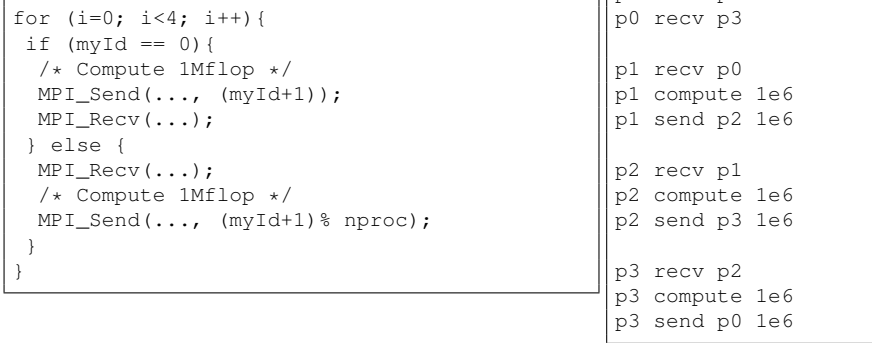 for (i=0; i<4; i++){
if (myId == 0){
/* Compute 1Mflop */
MPI_Send(..., (myId+1));
MPI_Recv(...);
} else {
MPI_Recv(...);
/* Compute 1Mflop */
MPI_Send(..., (myId+1)% nproc);
}
}
p0 recv p3
p1 recv p0
p1 compute 1e6
p1 send p2 1e6
p2 recv p1
p2 compute 1e6
p2 send p3 1e6
p3 recv p2
p3 compute 1e6
p3 send p0 1e6